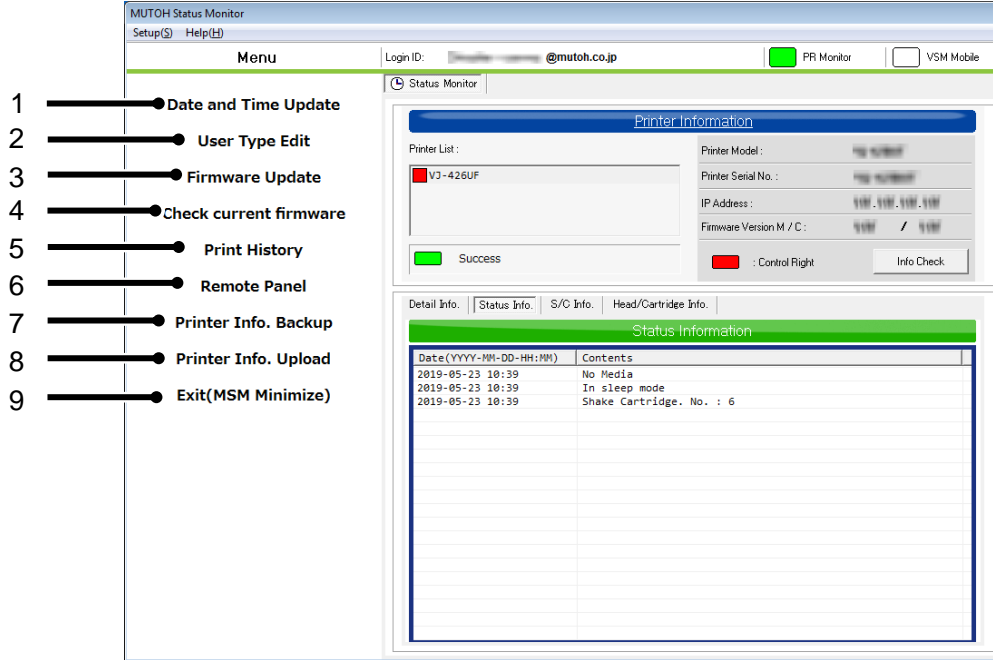 MUTOH Status Monitor
Setup(S) Help(H)
Menu
Login ID: @mutoh.co.jp
PR Monitor
VSM Mobile
Status Monitor
1 Date and Time Update
2 User Type Edit
3 Firmware Update
4 Check current firmware
5 Print History
6 Remote Panel
7 Printer Info. Backup
8 Printer Info. Upload
9 Exit(MSM Minimize)
Printer Information
Printer List :
VJ-426UF
Success
Printer Model :
Printer Serial No. :
IP Address :
Firmware Version M / C : /
: Control Right
Info Check
Detail Info. Status Info. S/C Info. Head/Cartridge Info.
Status Information
Date(YYYY-MM-DD-HH:MM) Contents
2019-05-23 10:39 No Media
2019-05-23 10:39 In sleep mode
2019-05-23 10:39 Shake Cartridge. No. : 6